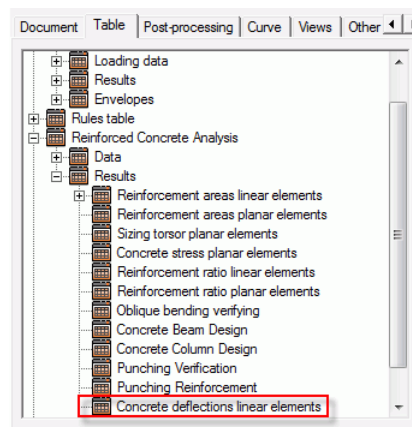 Document Table Post-processing Curve Views Other
Loading data
Results
Envelopes
Rules table
Reinforced Concrete Analysis
Data
Results
Reinforcement areas linear elements
Reinforcement areas planar elements
Sizing torsor planar elements
Concrete stress planar elements
Reinforcement ratio linear elements
Reinforcement ratio planar elements
Oblique bending verifying
Concrete Beam Design
Concrete Column Design
Punching Verification
Punching Reinforcement
Concrete deflections linear elements